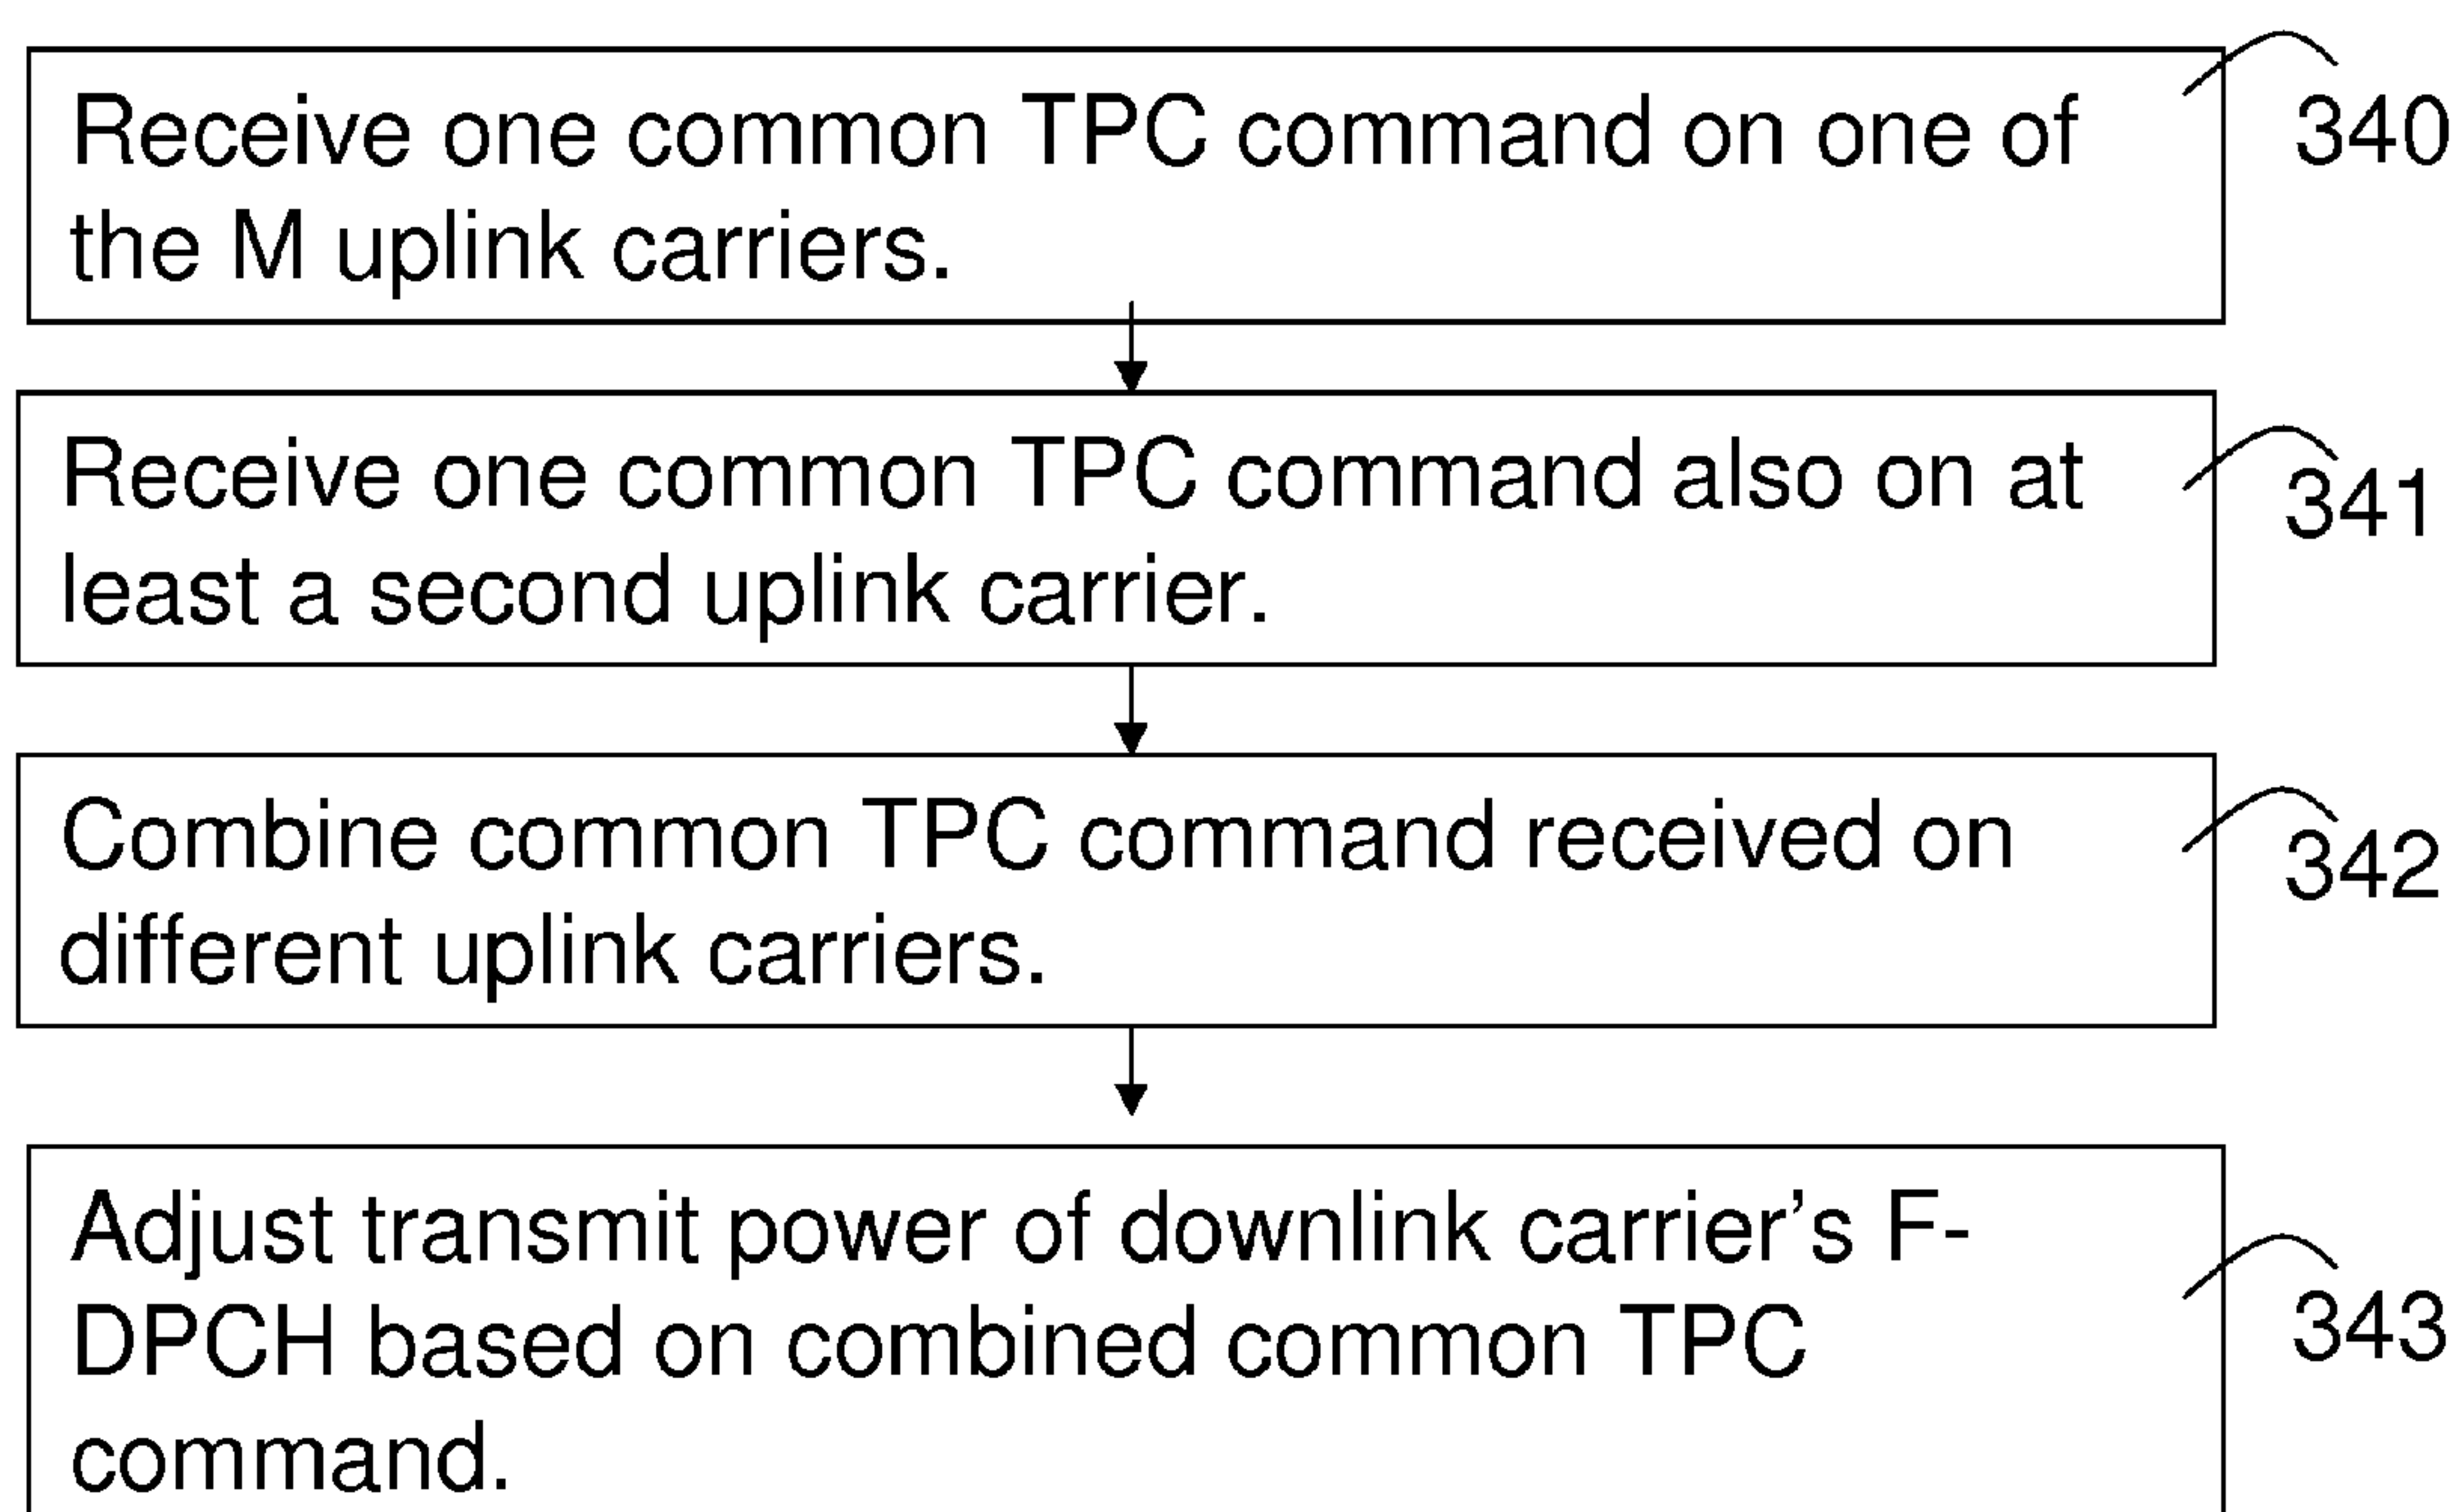 Receive one common TPC command on one of
the M uplink carriers.
340
Receive one common TPC command also on at
least a second uplink carrier.
341
Combine common TPC command received on
different uplink carriers.
342
Adjust transmit power of downlink carrier's F-
DPCH based on combined common TPC
command.
343